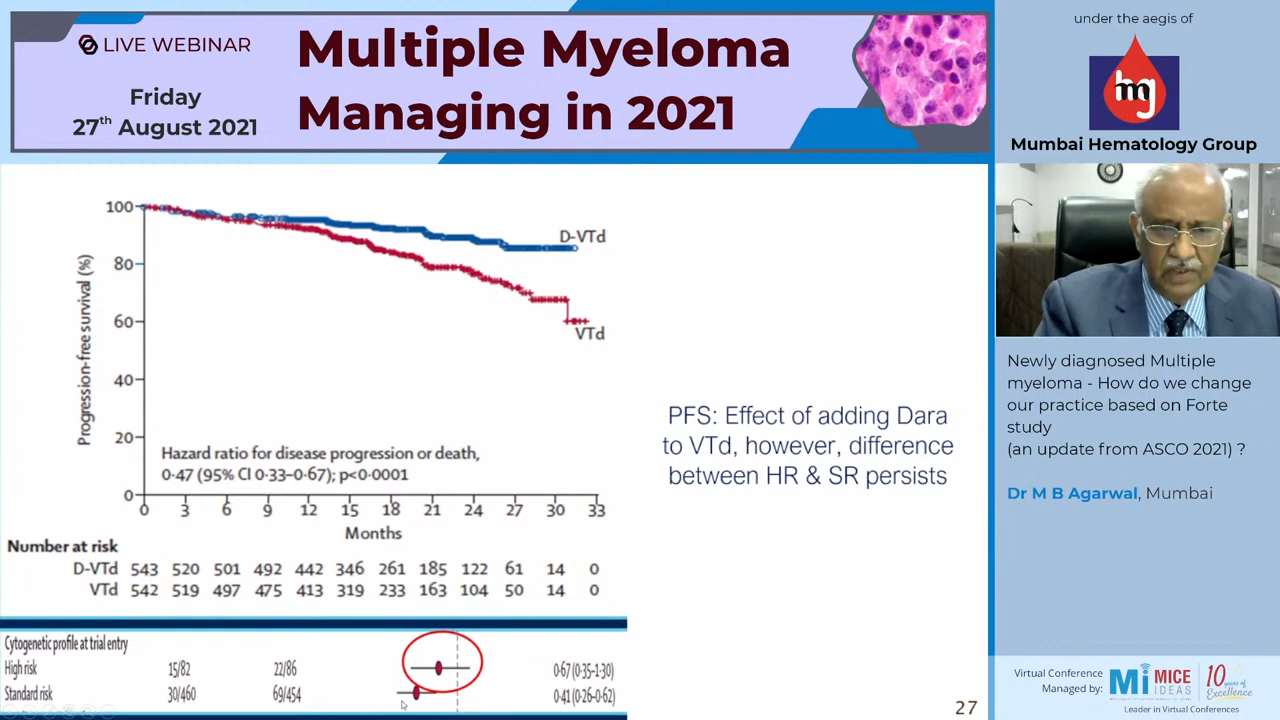 LIVE WEBINAR
Friday
27th August 2021
Multiple Myeloma
Managing in 2021
under the aegis of
hmg
Mumbai Hematology Group
100
80
60
40
20
0
Progression-free survival (%)
D-VTd
VTd
Hazard ratio for disease progression or death,
0·47 (95% CI 0·33–0·67); p<0·0001
0 3 6 9 12 15 18 21 24 27 30 33
Months
Number at risk
D-VTd 543 520 501 492 442 346 261 185 122 61 14 0
VTd 542 519 497 475 413 319 233 163 104 50 14 0
Cytogenetic profile at trial entry
High risk 15/82 22/86 0·67 (0·35–1·30)
Standard risk 30/460 69/454 0·41 (0·26–0·62)
PFS: Effect of adding Dara
to VTd, however, difference
between HR & SR persists
27
Newly diagnosed Multiple
myeloma - How do we change
our practice based on Forte
study
(an update from ASCO 2021) ?
Dr M B Agarwal, Mumbai
Virtual Conference
Managed by:
Mi MICE
IDEAS
10 years of
Excellence
Leader in Virtual Conferences